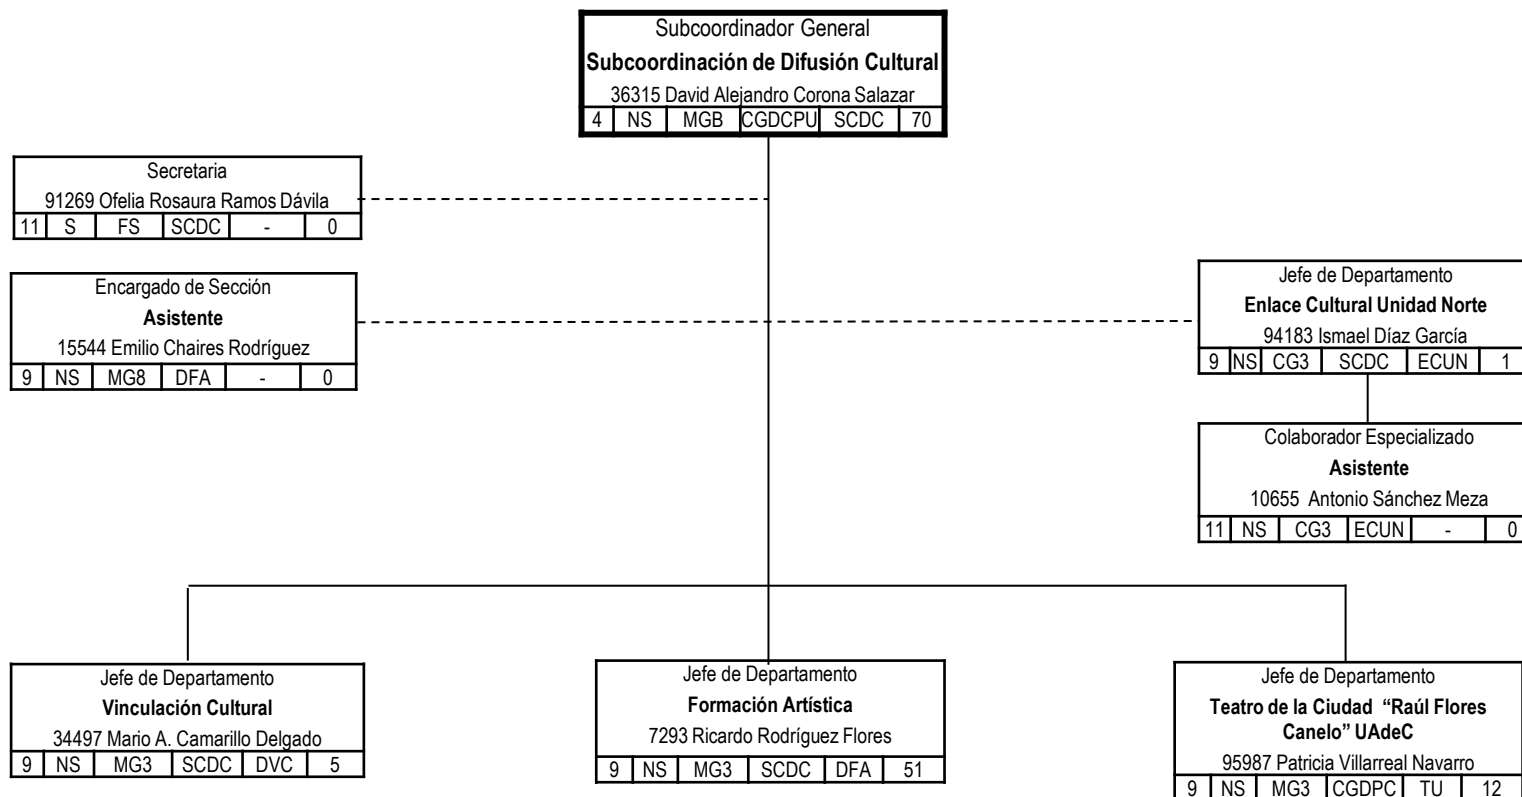 Subcoordinador General
Subcoordinación de Difusión Cultural
36315 David Alejandro Corona Salazar
4 NS MGB CGDCPU SCDC 70
Secretaria
91269 Ofelia Rosaura Ramos Dávila
11 S FS SCDC - 0
Encargado de Sección
Asistente
15544 Emilio Chaires Rodríguez
9 NS MG8 DFA - 0
Jefe de Departamento
Enlace Cultural Unidad Norte
94183 Ismael Díaz García
9 NS CG3 SCDC ECUN 1
Colaborador Especializado
Asistente
10655 Antonio Sánchez Meza
11 NS CG3 ECUN - 0
Jefe de Departamento
Vinculación Cultural
34497 Mario A. Camarillo Delgado
9 NS MG3 SCDC DVC 5
Jefe de Departamento
Formación Artística
7293 Ricardo Rodríguez Flores
9 NS MG3 SCDC DFA 51
Jefe de Departamento
Teatro de la Ciudad “Raúl Flores
Canelo” UAdeC
95987 Patricia Villarreal Navarro
9 NS MG3 CGDPC TU 12